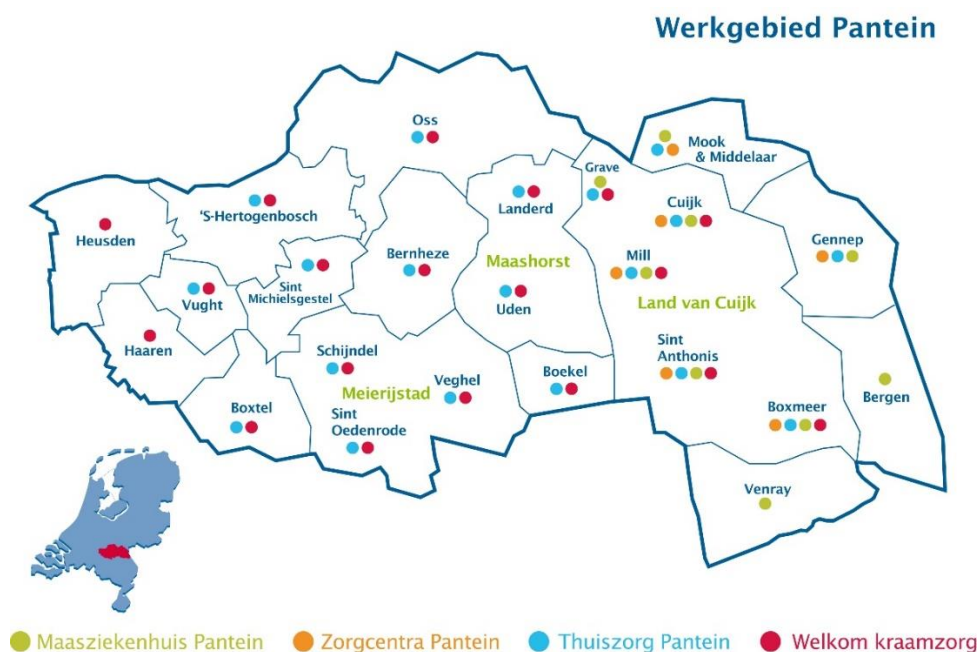 Werkgebied Pantein
Oss
Mook
& Middelaar
Grave
'S-Hertogenbosch
Landerd
Cuijk
Heusden
Gennep
Bernheze
Maashorst
Mill
Sint
Michielsgestel
Vught
Uden
Land van Cuijk
Haaren
Schijndel
Sint
Anthonis
Boekel
Veghel
Meierijstad
Bergen
Boxtel
Sint
Oedenrode
Boxmeer
Venray
Maasziekenhuis Pantein
Zorgcentra Pantein
Thuiszorg Pantein
Welkom kraamzorg